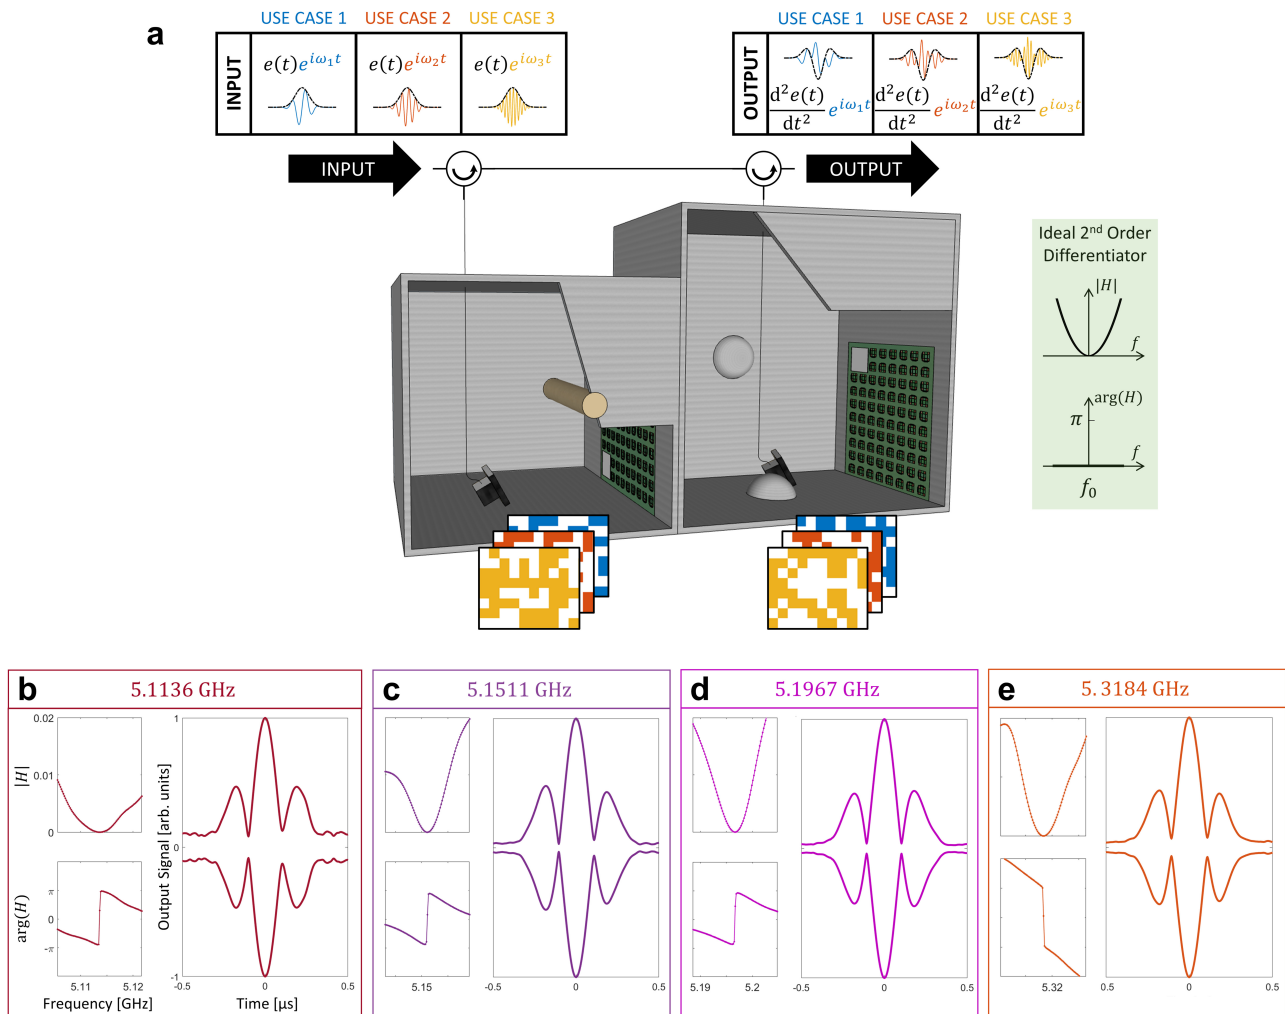 a
USE CASE 1 USE CASE 2 USE CASE 3
INPUT
e(t)e^{iω₁t} e(t)e^{iω₂t} e(t)e^{iω₃t}
USE CASE 1 USE CASE 2 USE CASE 3
OUTPUT
d²e(t)/dt² e^{iω₁t} d²e(t)/dt² e^{iω₂t} d²e(t)/dt² e^{iω₃t}
INPUT
OUTPUT
Ideal 2nd Order
Differentiator
|H|
f
arg(H)
π
f
f₀
b
5.1136 GHz
0.02
0.01
0
|H|
π
0
-π
arg(H)
5.11 5.12
Frequency [GHz]
1
0
-1
Output Signal [arb. units]
-0.5 0 0.5
Time [µs]
c
5.1511 GHz
5.15
-0.5 0 0.5
d
5.1967 GHz
5.19 5.2
-0.5 0 0.5
e
5.3184 GHz
5.32
-0.5 0 0.5